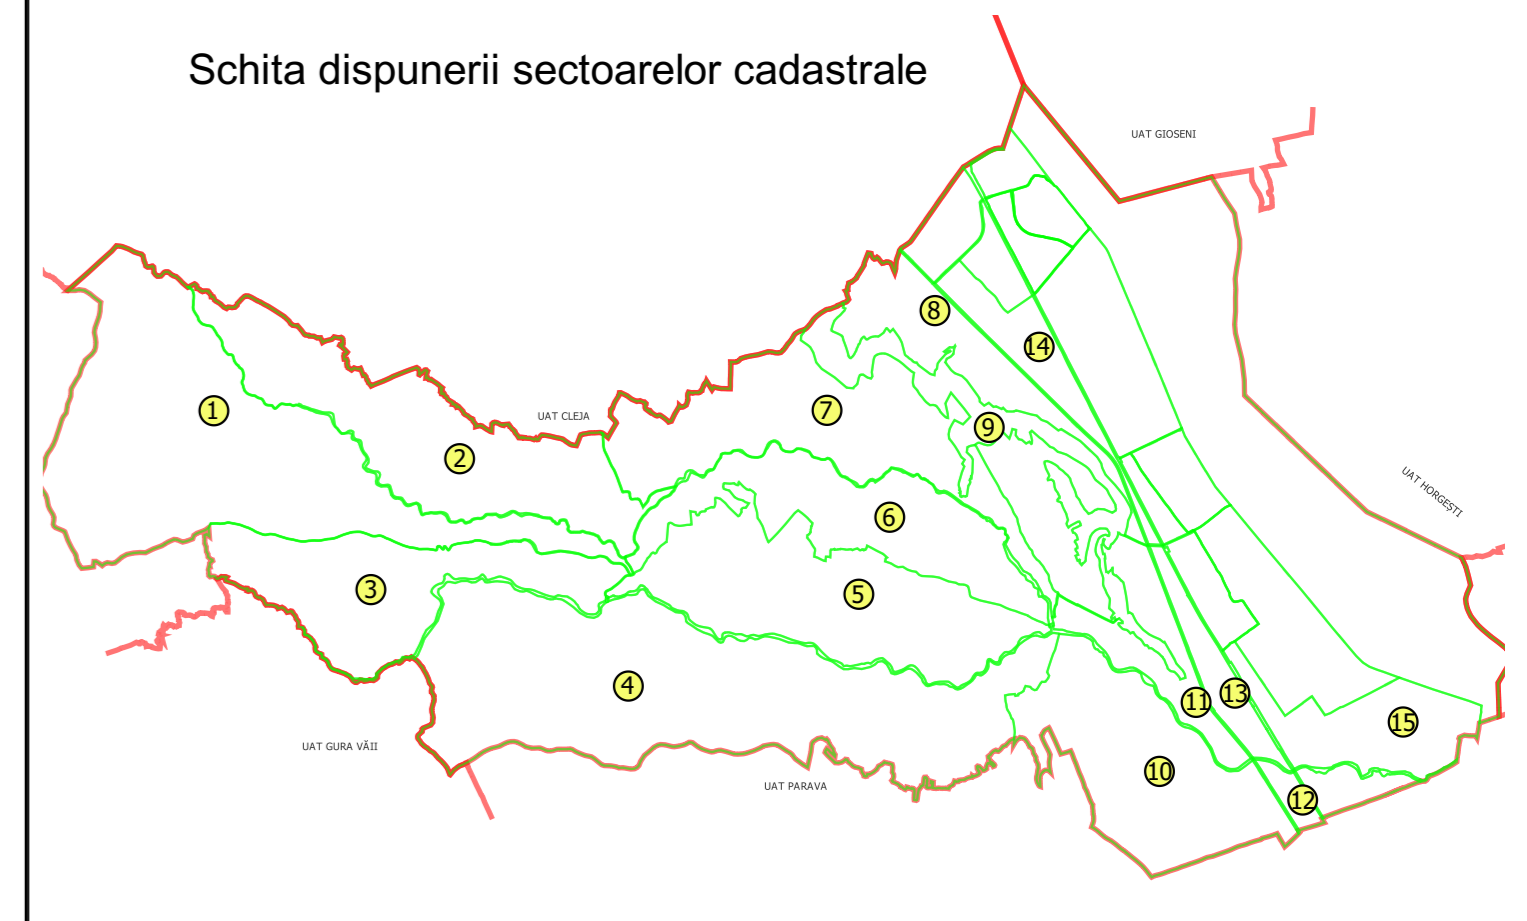 Schita dispunerii sectoarelor cadastrale
UAT GIOSENI
8
14
1
UAT CLEJA
7
9
2
UAT HORGEȘTI
6
3
5
4
11
13
15
UAT GURA VĂII
10
UAT PARAVA
12